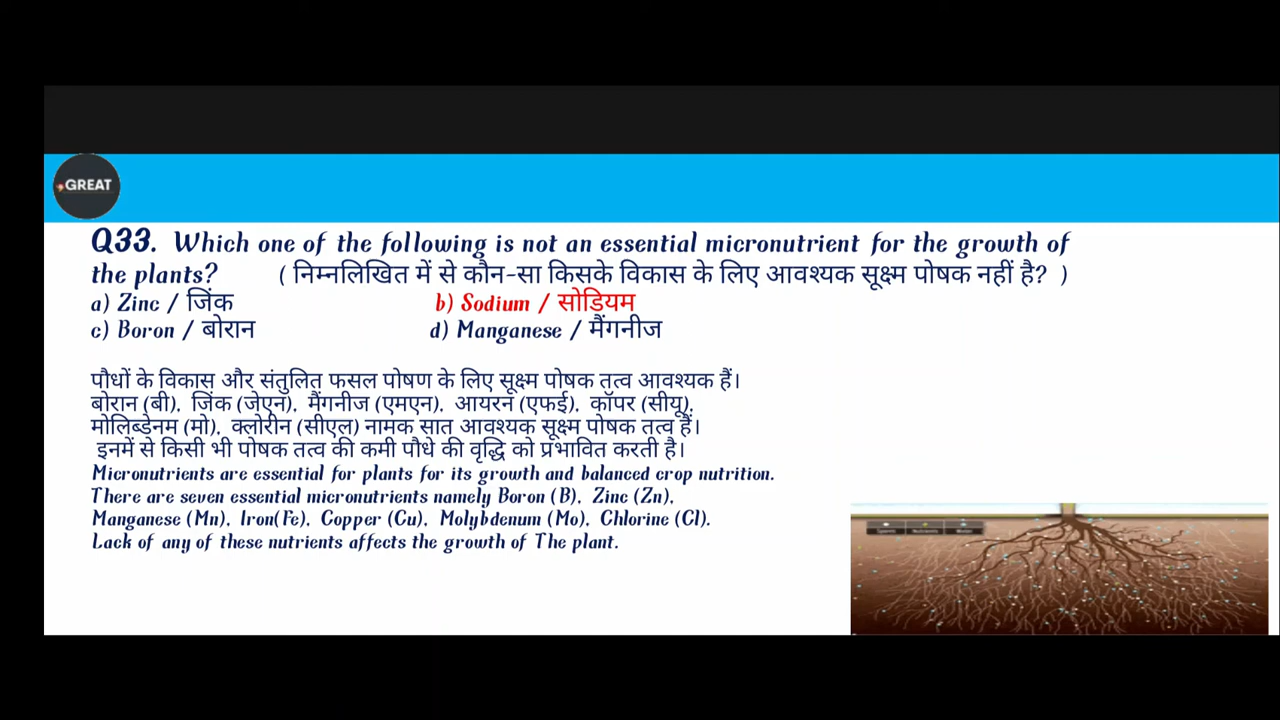 GREAT
Q33. Which one of the following is not an essential micronutrient for the growth of
the plants? ( निम्नलिखित में से कौन-सा किसके विकास के लिए आवश्यक सूक्ष्म पोषक नहीं है? )
a) Zinc / जिंक b) Sodium / सोडियम
c) Boron / बोरान d) Manganese / मैंगनीज
पौधों के विकास और संतुलित फसल पोषण के लिए सूक्ष्म पोषक तत्व आवश्यक हैं।
बोरान (बी), जिंक (जेएन), मैंगनीज (एमएन), आयरन (एफई), कॉपर (सीयू),
मोलिब्डेनम (मो), क्लोरीन (सीएल) नामक सात आवश्यक सूक्ष्म पोषक तत्व हैं।
इनमें से किसी भी पोषक तत्व की कमी पौधे की वृद्धि को प्रभावित करती है।
Micronutrients are essential for plants for its growth and balanced crop nutrition.
There are seven essential micronutrients namely Boron (B), Zinc (Zn),
Manganese (Mn), Iron(Fe), Copper (Cu), Molybdenum (Mo), Chlorine (Cl).
Lack of any of these nutrients affects the growth of The plant.